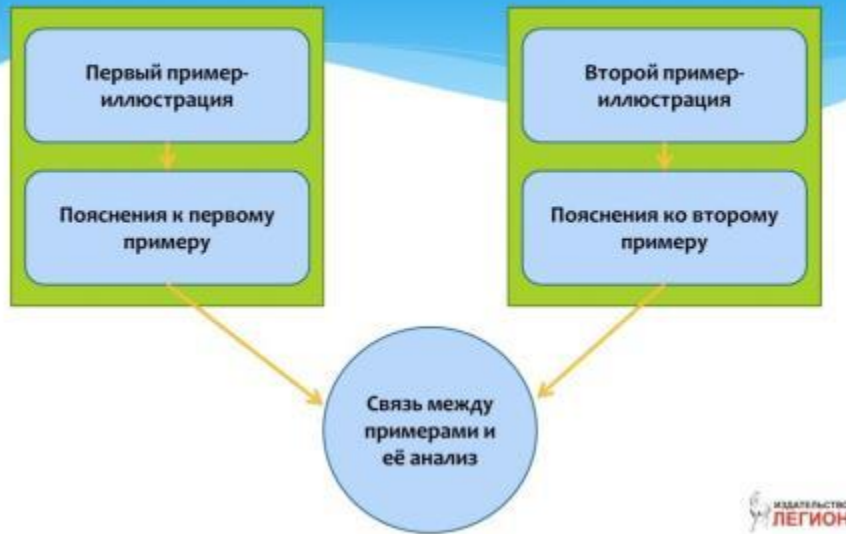 Первый пример-
иллюстрация
Пояснения к первому
примеру
Второй пример-
иллюстрация
Пояснения ко второму
примеру
Связь между
примерами и
её анализ
ИЗДАТЕЛЬСТВО
ЛЕГИОН